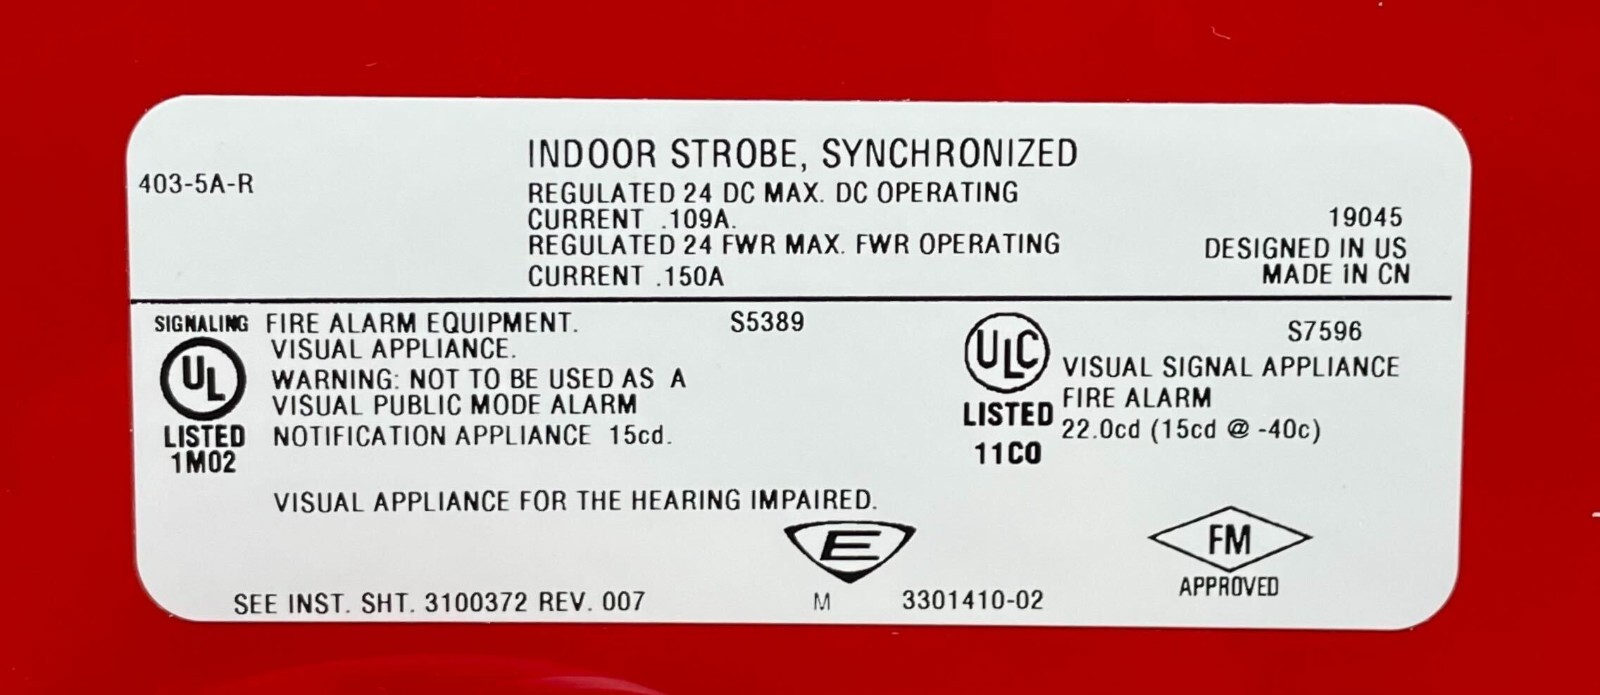 403-5A-R
INDOOR STROBE, SYNCHRONIZED
REGULATED 24 DC MAX. DC OPERATING
CURRENT .109A.
REGULATED 24 FWR MAX. FWR OPERATING
CURRENT .150A
19045
DESIGNED IN US
MADE IN CN
SIGNALING
UL
LISTED
1M02
FIRE ALARM EQUIPMENT. S5389
VISUAL APPLIANCE.
WARNING: NOT TO BE USED AS A
VISUAL PUBLIC MODE ALARM
NOTIFICATION APPLIANCE 15cd.
ULC
LISTED
11C0
S7596
VISUAL SIGNAL APPLIANCE
FIRE ALARM
22.0cd (15cd @ -40c)
VISUAL APPLIANCE FOR THE HEARING IMPAIRED.
E
FM
APPROVED
SEE INST. SHT. 3100372 REV. 007
M 3301410-02